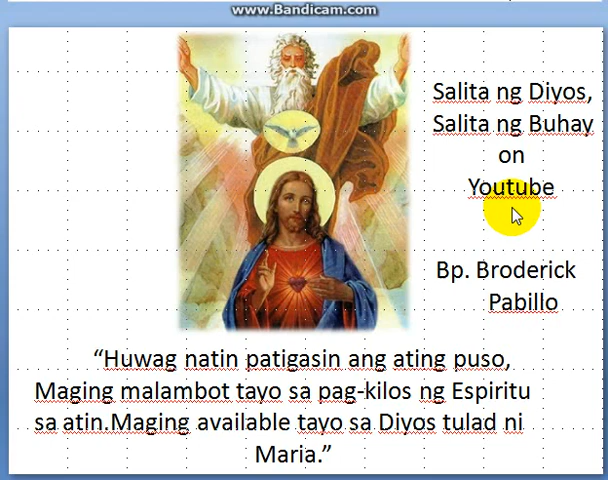 www.Bandicam.com
Salita ng Diyos,
Salita ng Buhay
on
Youtube
Bp. Broderick
Pabillo
“Huwag natin patigasin ang ating puso,
Maging malambot tayo sa pag-kilos ng Espiritu
sa atin.Maging available tayo sa Diyos tulad ni
Maria.”